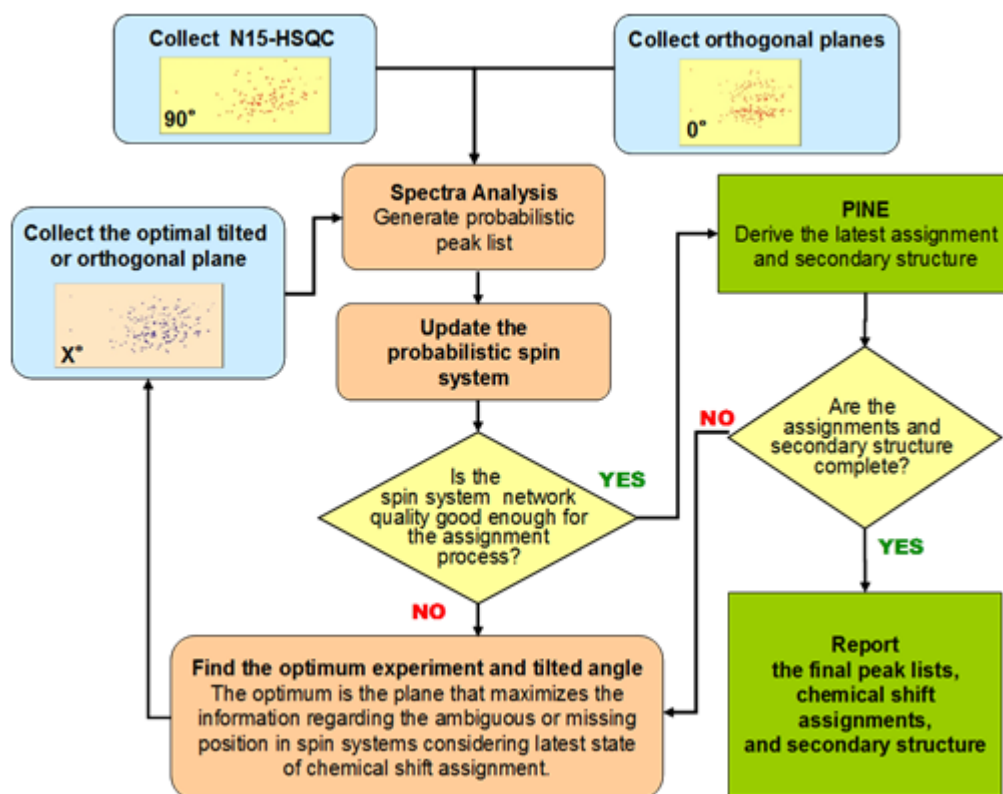 Collect N15-HSQC
90°
Collect orthogonal planes
0°
Spectra Analysis
Generate probabilistic
peak list
PINE
Derive the latest assignment
and secondary structure
Collect the optimal tilted
or orthogonal plane
X°
Update the
probabilistic spin
system
NO
Are the
assignments and
secondary structure
complete?
Is the
spin system network
quality good enough for
the assignment
process?
YES
YES
NO
Find the optimum experiment and tilted angle
The optimum is the plane that maximizes the
information regarding the ambiguous or missing
position in spin systems considering latest state
of chemical shift assignment.
Report
the final peak lists,
chemical shift
assignments,
and secondary structure